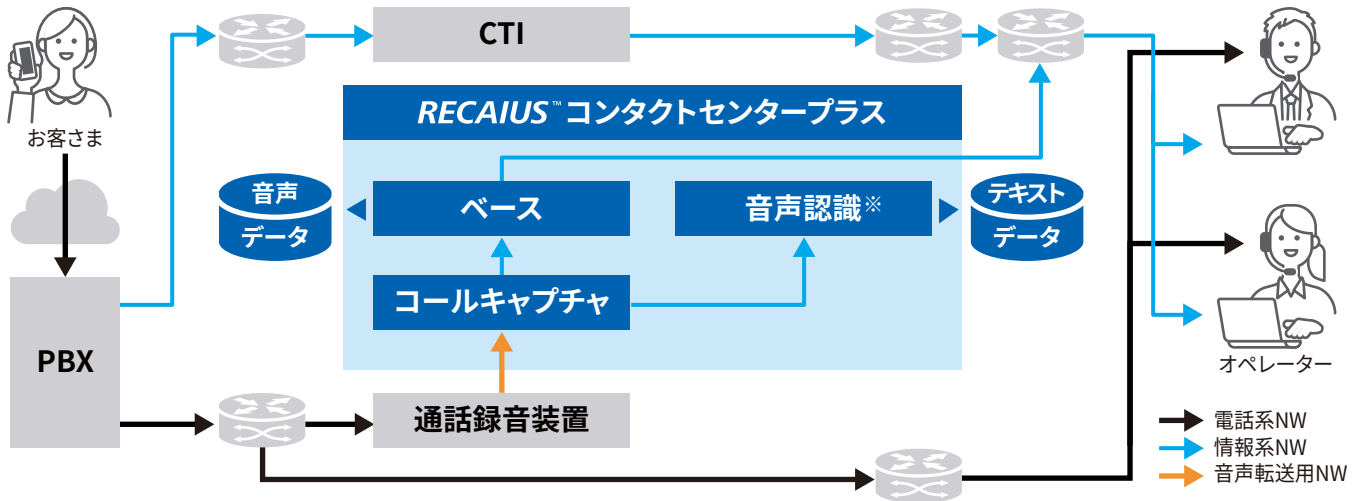 CTI
RECAIUS™ コンタクトセンタープラス
お客さま
音声
データ
ベース
音声認識※
テキスト
データ
コールキャプチャ
PBX
オペレーター
通話録音装置
電話系NW
情報系NW
音声転送用NW